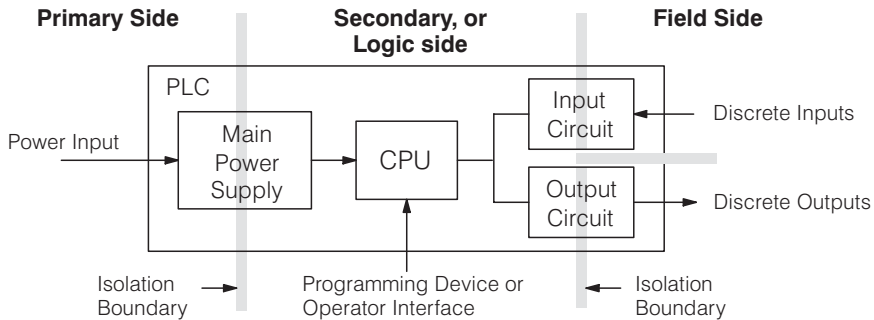 Primary Side
Secondary, or
Logic side
Field Side
PLC
Power Input
Main
Power
Supply
CPU
Input
Circuit
Discrete Inputs
Output
Circuit
Discrete Outputs
Isolation
Boundary
Programming Device or
Operator Interface
Isolation
Boundary